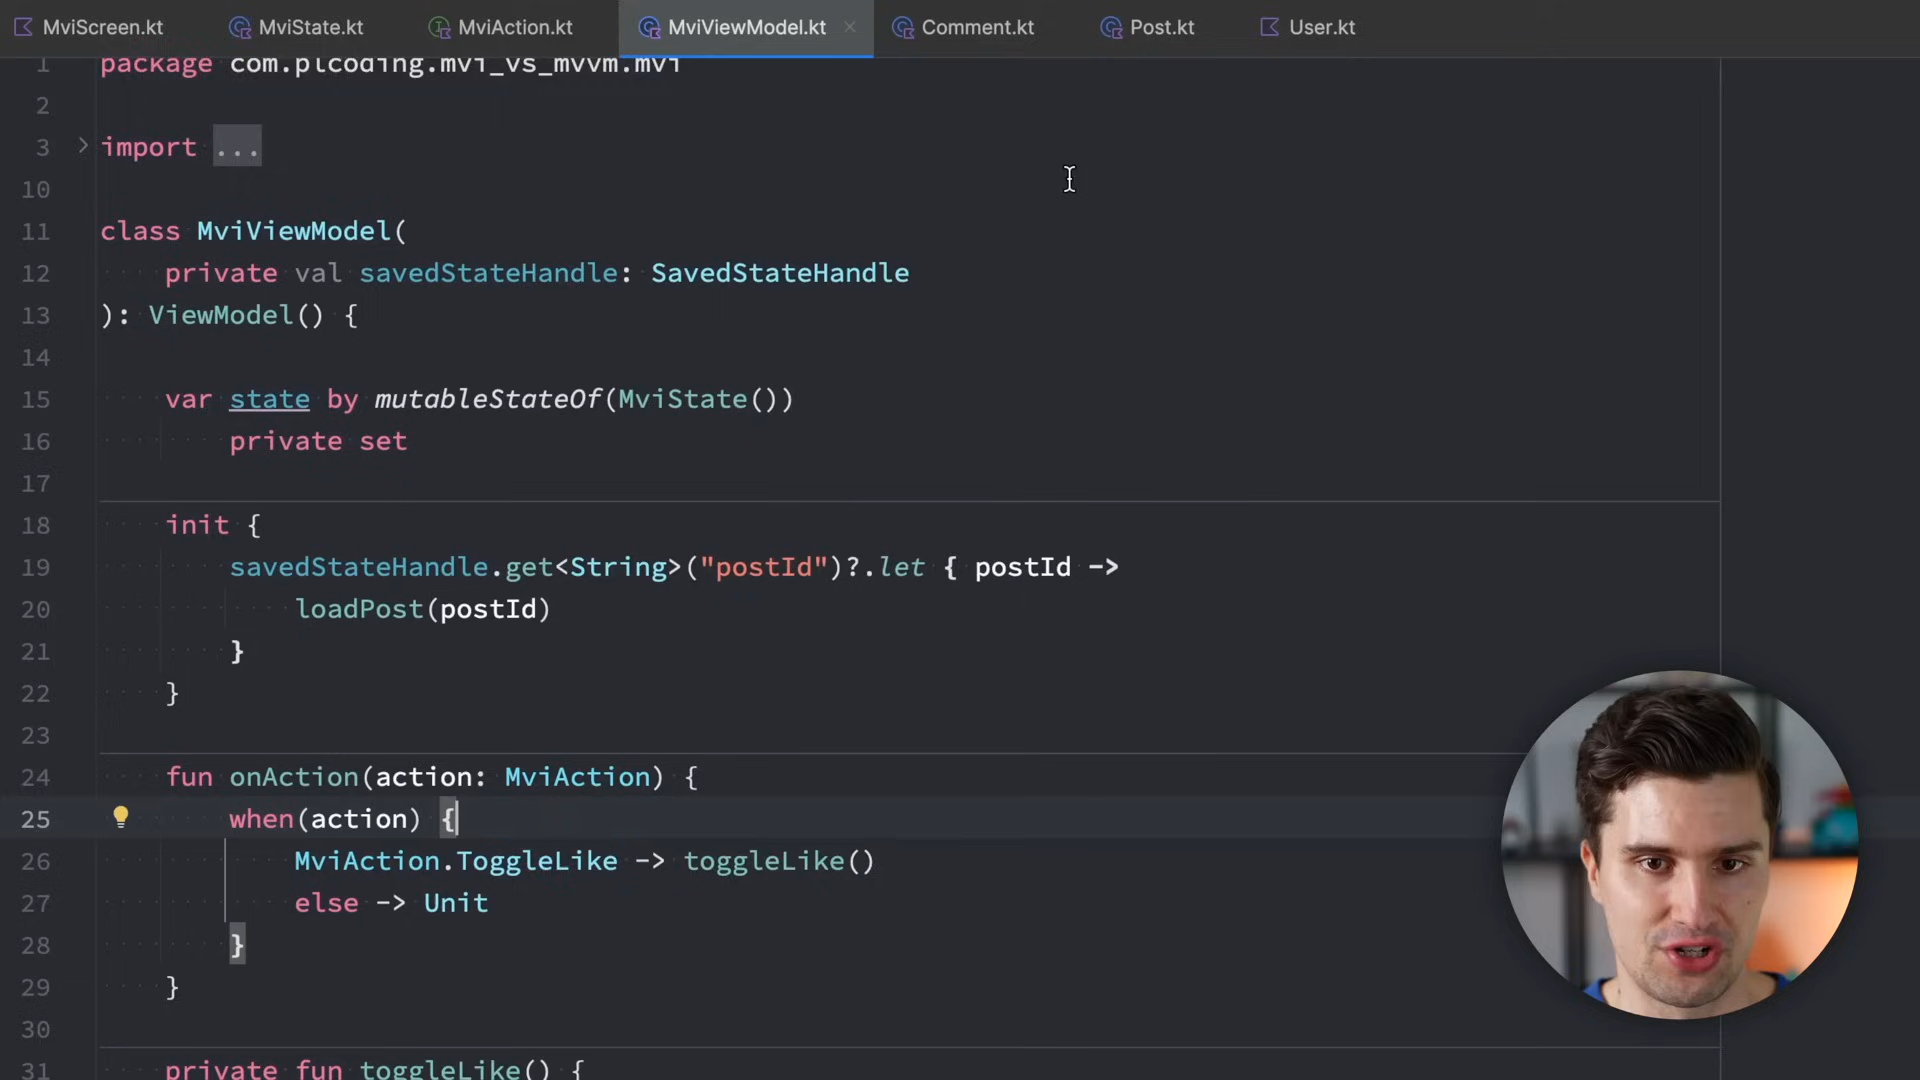 MviScreen.kt MviState.kt MviAction.kt MviViewModel.kt Comment.kt Post.kt User.kt
1 package com.plcoding.mvi_vs_mvvm.mvi
2
3 import ...
10
11 class MviViewModel(
12 private val savedStateHandle: SavedStateHandle
13 ): ViewModel() {
14
15 var state by mutableStateOf(MviState())
16 private set
17
18 init {
19 savedStateHandle.get<String>("postId")?.let { postId ->
20 loadPost(postId)
21 }
22 }
23
24 fun onAction(action: MviAction) {
25 when(action) {
26 MviAction.ToggleLike -> toggleLike()
27 else -> Unit
28 }
29 }
30
31 private fun toggleLike() {